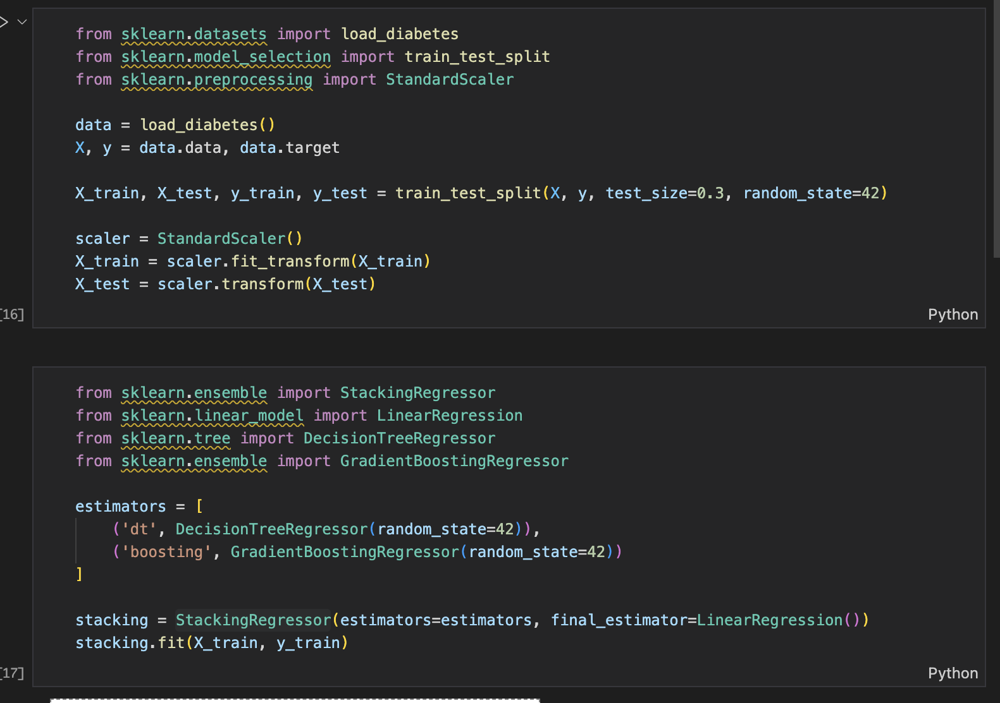 from sklearn.datasets import load_diabetes
from sklearn.model_selection import train_test_split
from sklearn.preprocessing import StandardScaler
data = load_diabetes()
X, y = data.data, data.target
X_train, X_test, y_train, y_test = train_test_split(X, y, test_size=0.3, random_state=42)
scaler = StandardScaler()
X_train = scaler.fit_transform(X_train)
X_test = scaler.transform(X_test)
[16]
Python
from sklearn.ensemble import StackingRegressor
from sklearn.linear_model import LinearRegression
from sklearn.tree import DecisionTreeRegressor
from sklearn.ensemble import GradientBoostingRegressor
estimators = [
    ('dt', DecisionTreeRegressor(random_state=42)),
    ('boosting', GradientBoostingRegressor(random_state=42))
]
stacking = StackingRegressor(estimators=estimators, final_estimator=LinearRegression())
stacking.fit(X_train, y_train)
[17]
Python